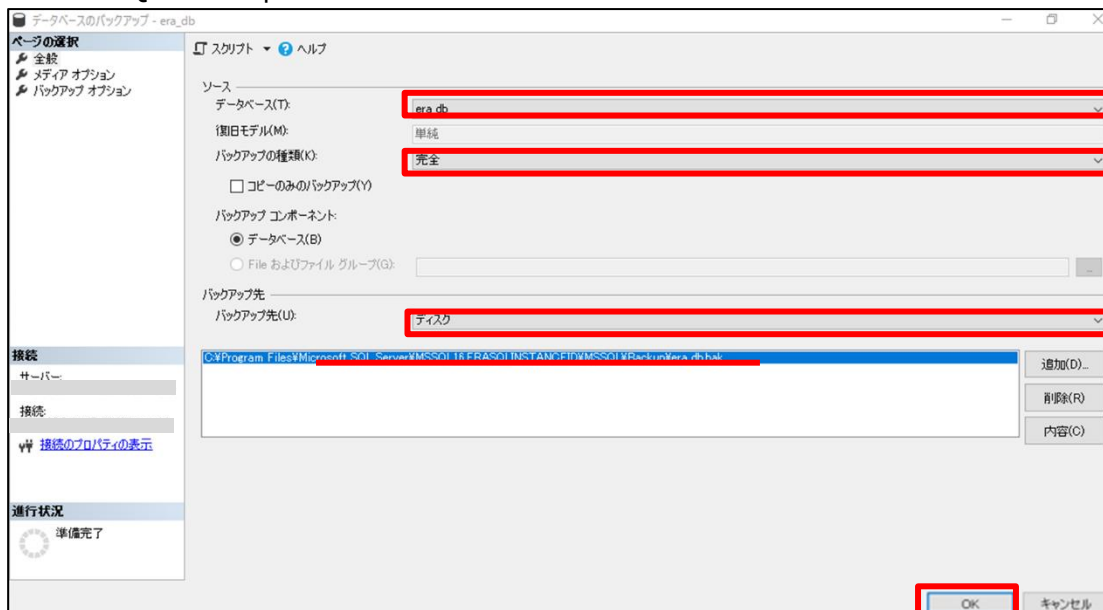 データベースのバックアップ - era_db
ページの選択
全般
メディア オプション
バックアップ オプション
スクリプト ヘルプ
ソース
データベース(T):
era_db
復旧モデル(M):
単純
バックアップの種類(K):
完全
コピーのみのバックアップ(Y)
バックアップ コンポーネント:
データベース(B)
File およびファイル グループ(G):
...
バックアップ先
バックアップ先(U):
ディスク
C:¥Program Files¥Microsoft SQL Server¥MSSQL16.ERASQLINSTANCEID¥MSSQL¥Backup¥era_db.bak
追加(D)...
削除(R)
内容(C)
接続
サーバー:
接続:
接続のプロパティの表示
進行状況
準備完了
OK
キャンセル